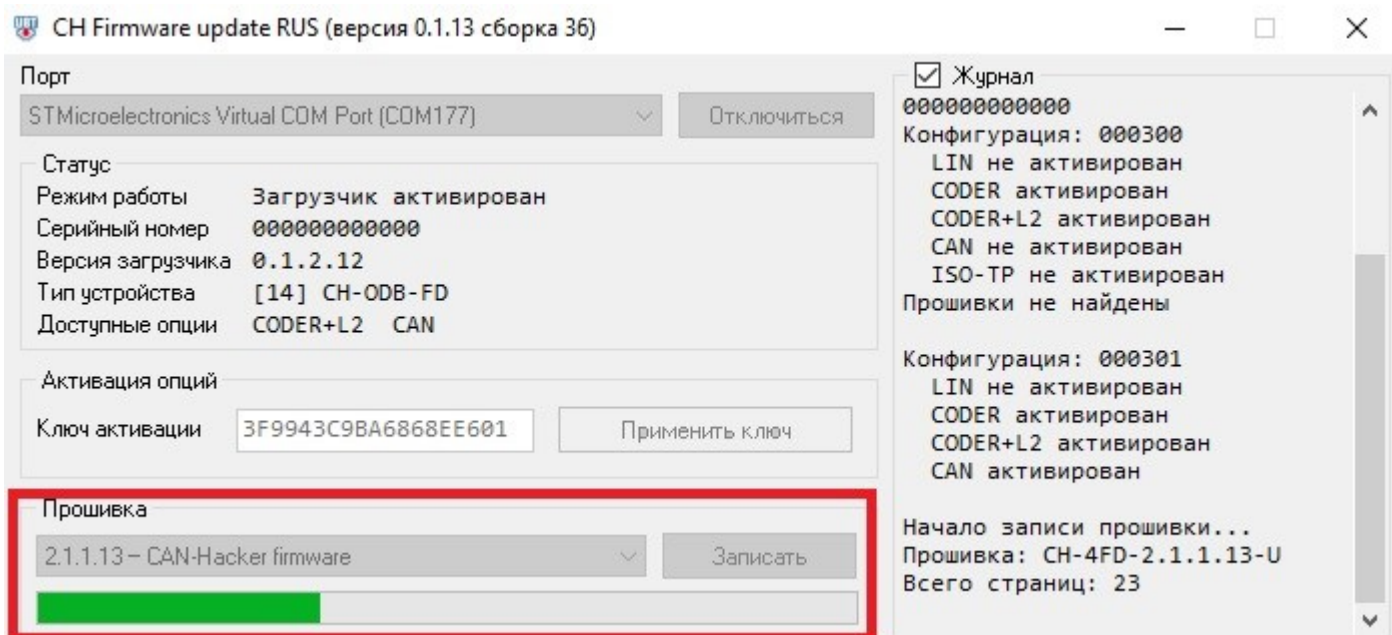 CH Firmware update RUS (версия 0.1.13 сборка 36)
Порт
STMicroelectronics Virtual COM Port (COM177)
Отключиться
Статус
Режим работы Загрузчик активирован
Серийный номер 000000000000
Версия загрузчика 0.1.2.12
Тип устройства [14] CH-ODB-FD
Доступные опции CODER+L2 CAN
Активация опций
Ключ активации 3F9943C9BA6868EE601 Применить ключ
Прошивка
2.1.1.13 – CAN-Hacker firmware Записать
Журнал
000000000000
Конфигурация: 000300
LIN не активирован
CODER активирован
CODER+L2 активирован
CAN не активирован
ISO-TP не активирован
Прошивки не найдены
Конфигурация: 000301
LIN не активирован
CODER активирован
CODER+L2 активирован
CAN активирован
Начало записи прошивки...
Прошивка: CH-4FD-2.1.1.13-U
Всего страниц: 23